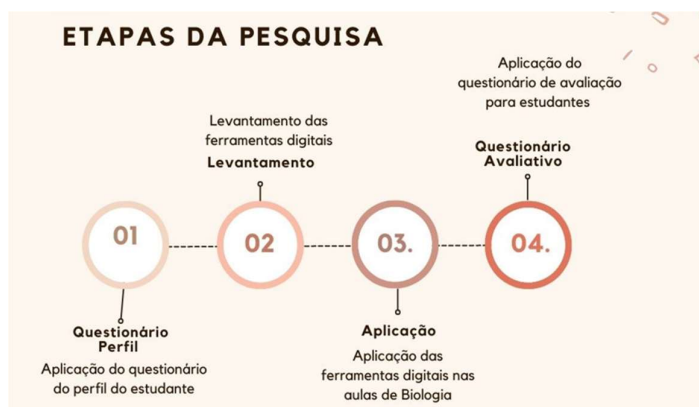 ETAPAS DA PESQUISA
01
Questionário
Perfil
Aplicação do questionário
do perfil do estudante
Levantamento das
ferramentas digitais
Levantamento
02
03.
Aplicação
Aplicação das
ferramentas digitais nas
aulas de Biologia
Aplicação do
questionário de avaliação
para estudantes
Questionário
Avaliativo
04.